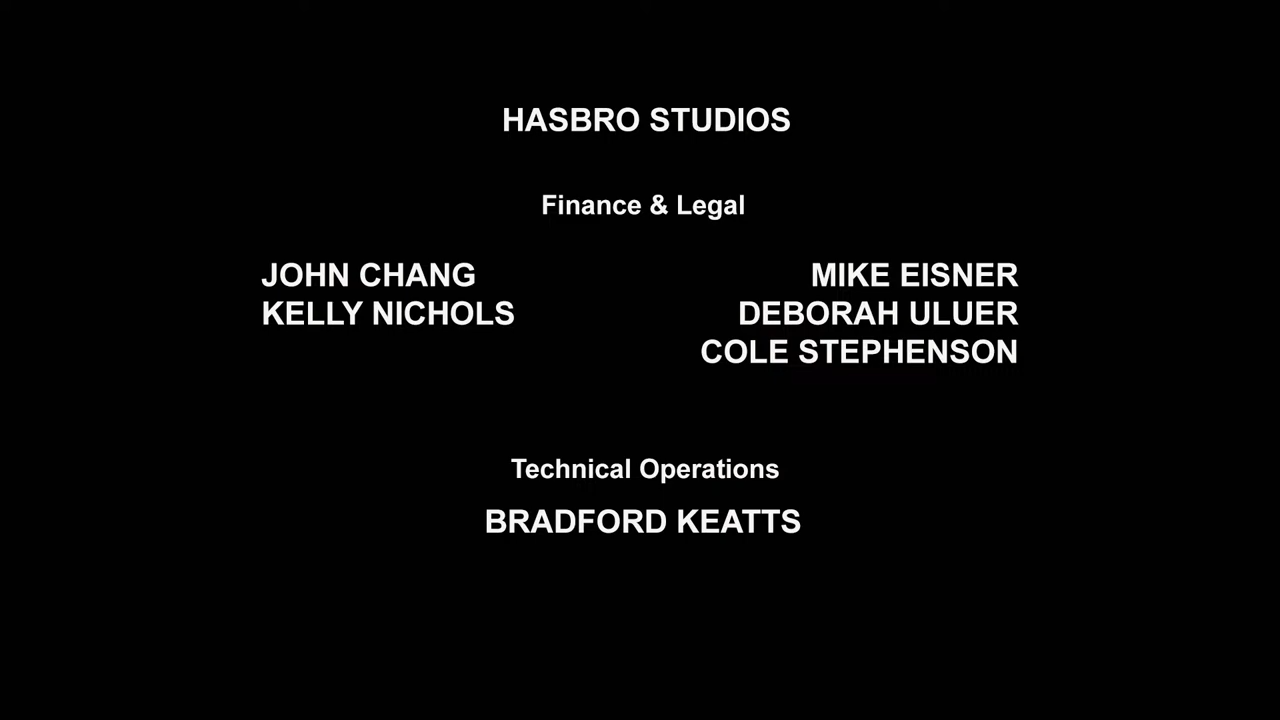 HASBRO STUDIOS
Finance & Legal
JOHN CHANG MIKE EISNER
KELLY NICHOLS DEBORAH ULUER
COLE STEPHENSON
Technical Operations
BRADFORD KEATTS